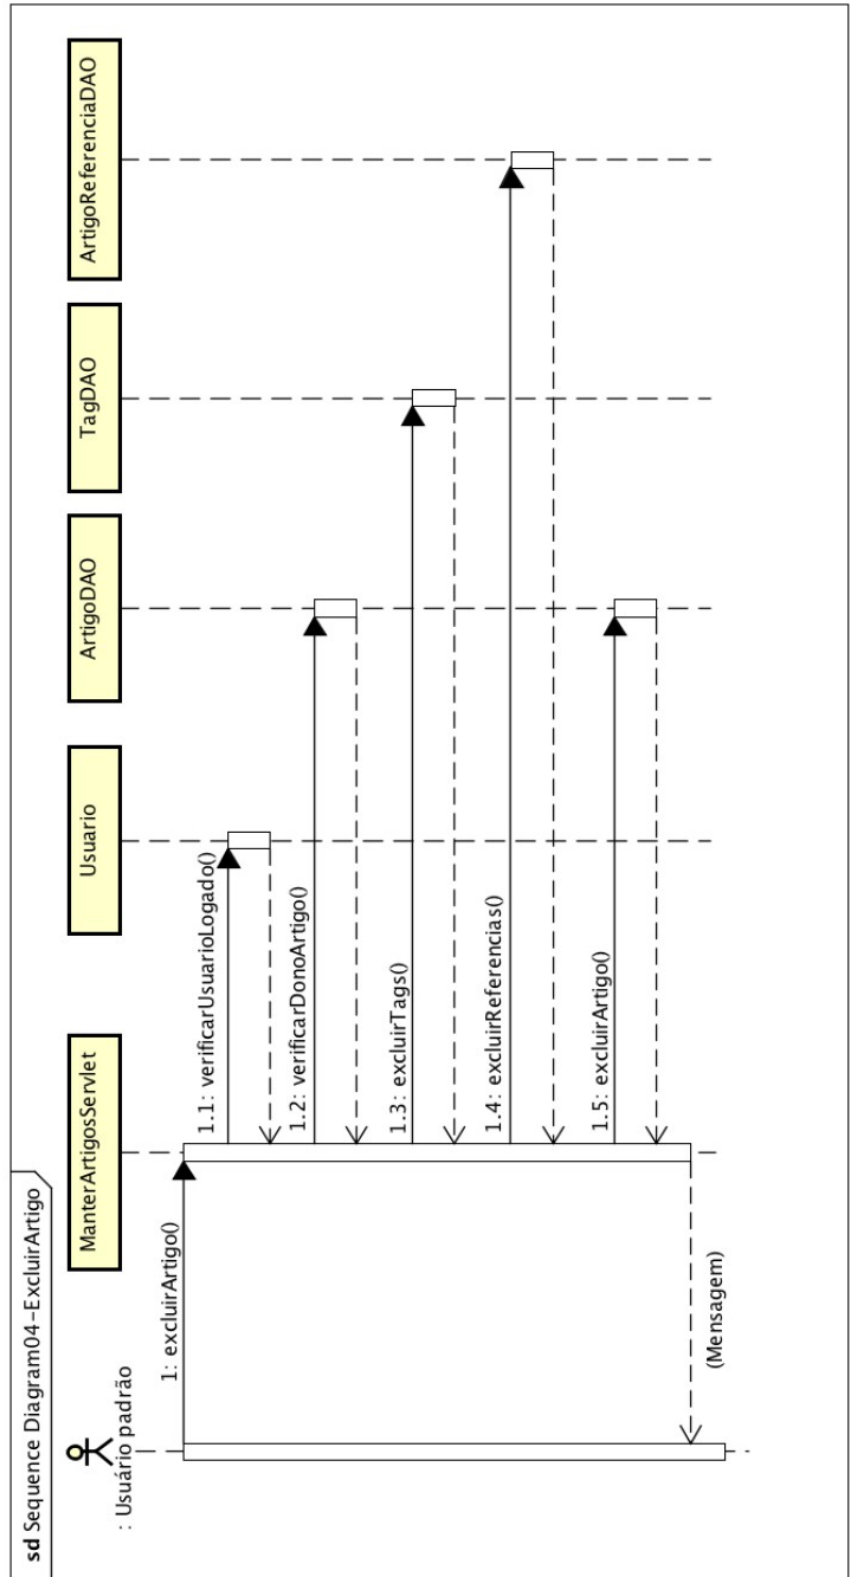 sd Sequence Diagram04-ExcluirArtigo
: Usuário padrão
ManterArtigosServlet
Usuario
ArtigoDAO
TagDAO
ArtigoReferenciaDAO
1: excluirArtigo()
1.1: verificarUsuarioLogado()
1.2: verificarDonoArtigo()
1.3: excluirTags()
1.4: excluirReferencias()
1.5: excluirArtigo()
(Mensagem)